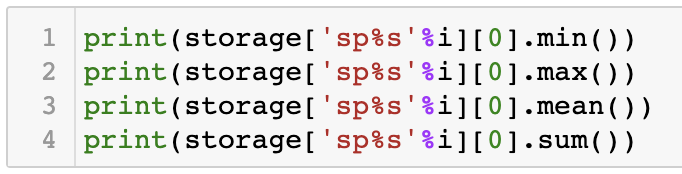 1 print(storage['sp%s'%i][0].min())
2 print(storage['sp%s'%i][0].max())
3 print(storage['sp%s'%i][0].mean())
4 print(storage['sp%s'%i][0].sum())